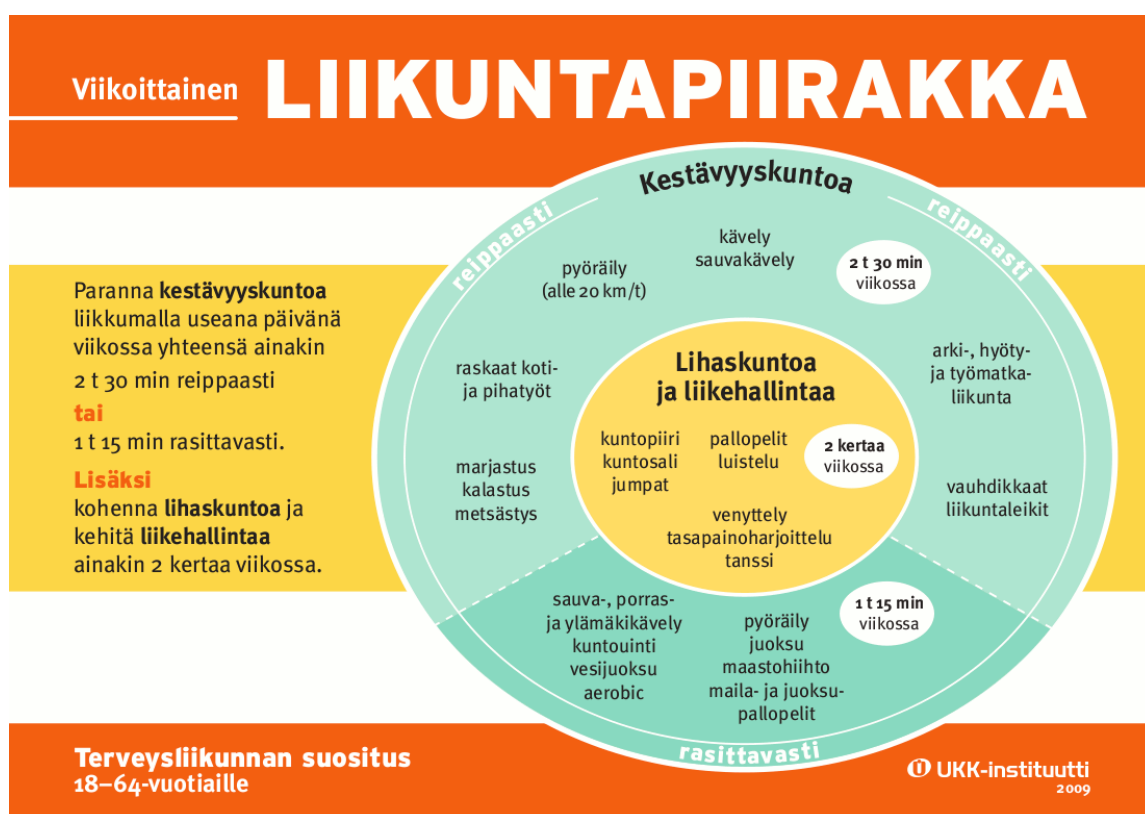 Viikoittainen LIIKUNTAPIIRAKKA
Paranna kestävyyskuntoa
liikkumalla useana päivänä
viikossa yhteensä ainakin
2 t 30 min reippaasti
tai
1 t 15 min rasittavasti.
Lisäksi
kohenna lihaskuntoa ja
kehitä liikehallintaa
ainakin 2 kertaa viikossa.
Kestävyyskuntoa
reippaasti
reippaasti
kävely
sauvakävely
2 t 30 min
viikossa
pyöräily
(alle 20 km/t)
raskaat koti-
ja pihatyöt
marjastus
kalastus
metsästys
arki-, hyöty-
ja työmatka-
liikunta
vauhdikkaat
liikuntaleikit
Lihaskuntoa
ja liikehallintaa
kuntopiiri
kuntosali
jumpat
pallopelit
luistelu
2 kertaa
viikossa
venyttely
tasapainoharjoittelu
tanssi
sauva-, porras-
ja ylämäkikävely
kuntouinti
vesijuoksu
aerobic
pyöräily
juoksu
maastohiihto
maila- ja juoksu-
pallopelit
1 t 15 min
viikossa
rasittavasti
Terveysliikunnan suositus
18–64-vuotiaille
UKK-instituutti
2009